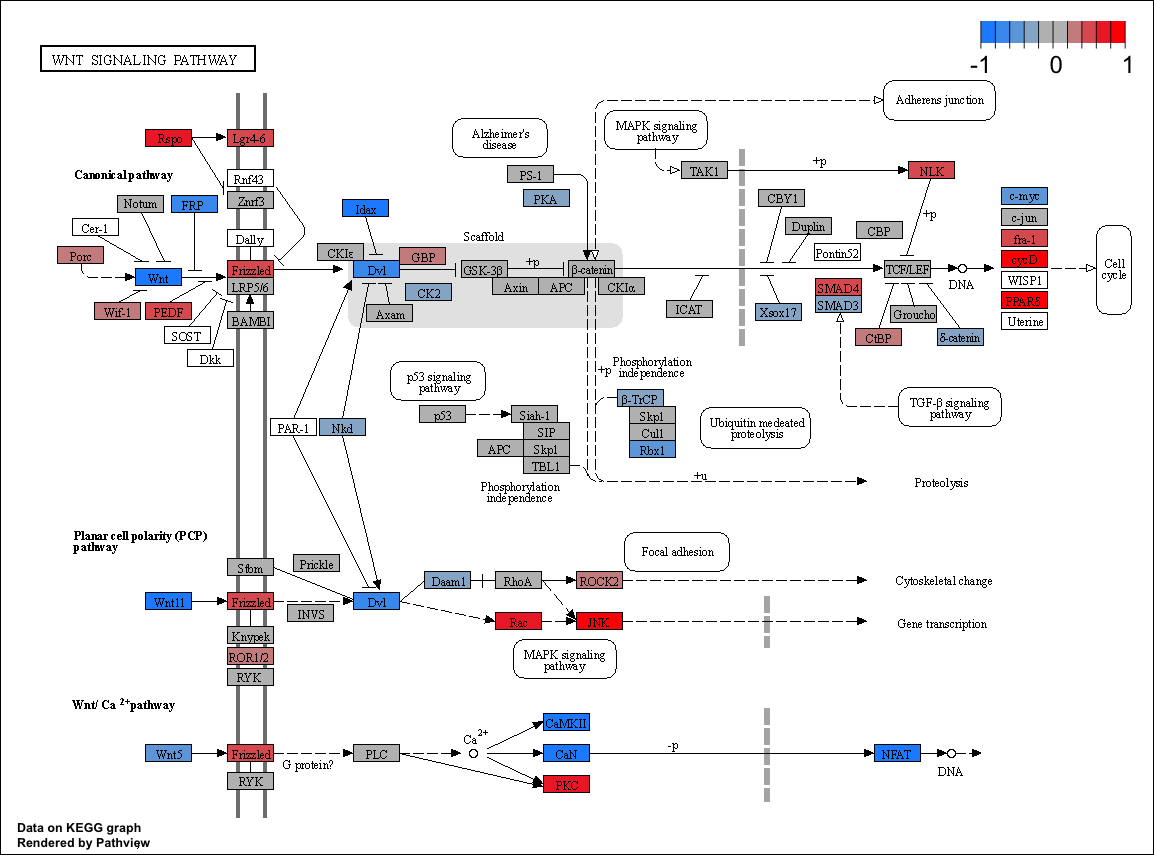 WNT SIGNALING PATHWAY
-1 0 1
Adherens junction
Alzheimer's
disease
MAPK signaling
pathway
Rspo
Lgr4-6
+p
PS-1
TAK1
NLK
Canonical pathway
Rnf43
PKA
CBY1
c-myc
Notum
FRP
Znrf3
Idax
+p
c-jun
Cer-1
Dally
Scaffold
Duplin
CBP
fra-1
CKIε
GBP
Pontin52
Porc
cycD
Wnt
Frizzled
Dvl
GSK-3β
+p
β-catenin
TCF/LEF
DNA
Cell
cycle
LRP5/6
CK2
Axin
APC
CKIα
SMAD4
WISP1
SMAD3
PPARδ
Wif-1
PEDF
BAMBI
Axam
ICAT
Xsox17
Groucho
Uterine
SOST
CtBP
δ-catenin
Dkk
Phosphorylation
independence
+p
p53 signaling
pathway
β-TrCP
TGF-β signaling
pathway
p53
Siah-1
Skp1
PAR-1
Nkd
SIP
Cul1
Ubiquitin medeated
proteolysis
APC
Skp1
Rbx1
TBL1
+u
Proteolysis
Phosphorylation
independence
Planar cell polarity (PCP)
pathway
Focal adhesion
Stbm
Prickle
Daam1
RhoA
ROCK2
Cytoskeletal change
Wnt11
Frizzled
INVS
Dvl
Rac
JNK
Gene transcription
Knypek
ROR1/2
MAPK signaling
pathway
RYK
Wnt/ Ca 2+ pathway
CaMKII
Ca2+
Wnt5
Frizzled
G protein?
PLC
CaN
-p
NFAT
DNA
RYK
PKC
Data on KEGG graph
Rendered by Pathview